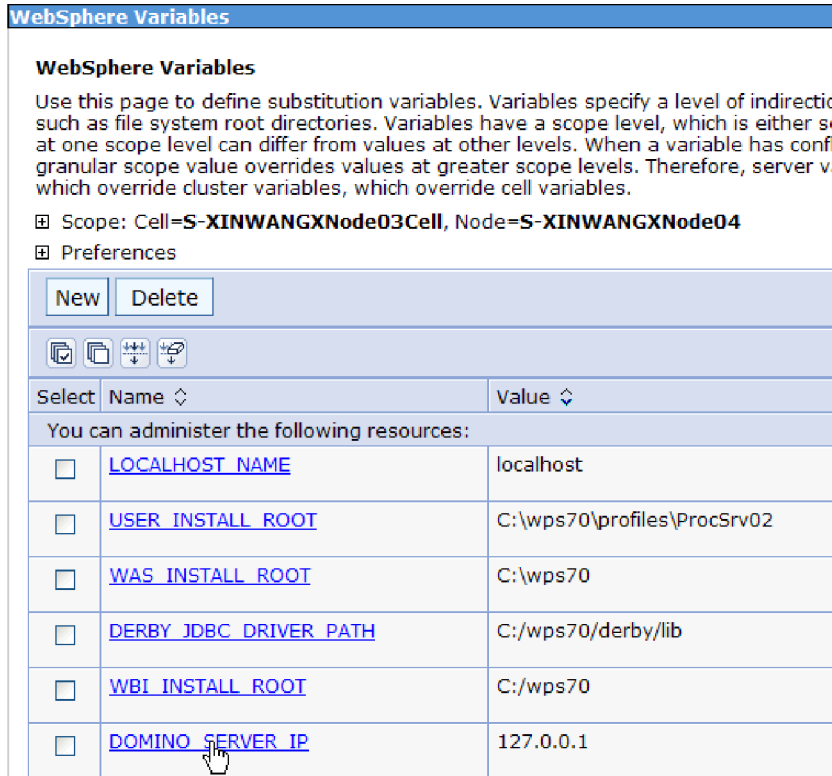 WebSphere Variables
WebSphere Variables
Use this page to define substitution variables. Variables specify a level of
such as file system root directories. Variables have a scope level, which is either
at one scope level can differ from values at other levels. When a variable has
granular scope value overrides values at greater scope levels. Therefore, server
which override cluster variables, which override cell variables.
Scope: Cell=S-XINWANGXNode03Cell, Node=S-XINWANGXNode04
Preferences
New Delete
Select Name Value
You can administer the following resources:
LOCALHOST_NAME localhost
USER_INSTALL_ROOT C:\wps70\profiles\ProcSrv02
WAS_INSTALL_ROOT C:\wps70
DERBY_JDBC_DRIVER_PATH C:/wps70/derby/lib
WBI_INSTALL_ROOT C:/wps70
DOMINO_SERVER_IP 127.0.0.1